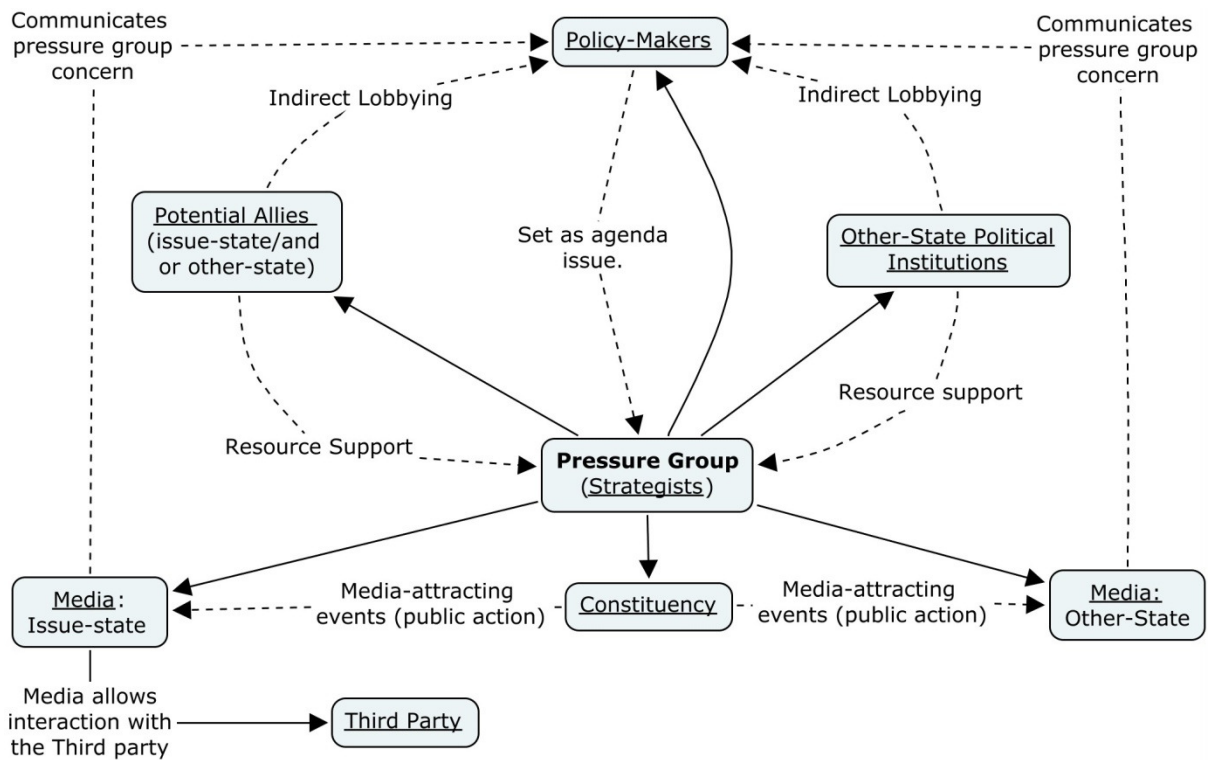 Communicates
pressure group
concern
Policy-Makers
Communicates
pressure group
concern
Indirect Lobbying
Indirect Lobbying
Potential Allies
(issue-state/and
or other-state)
Set as agenda
issue.
Other-State Political
Institutions
Resource Support
Resource support
Pressure Group
(Strategists)
Media:
Issue-state
Media-attracting
events (public action)
Constituency
Media-attracting
events (public action)
Media:
Other-State
Media allows
interaction with
the Third party
Third Party